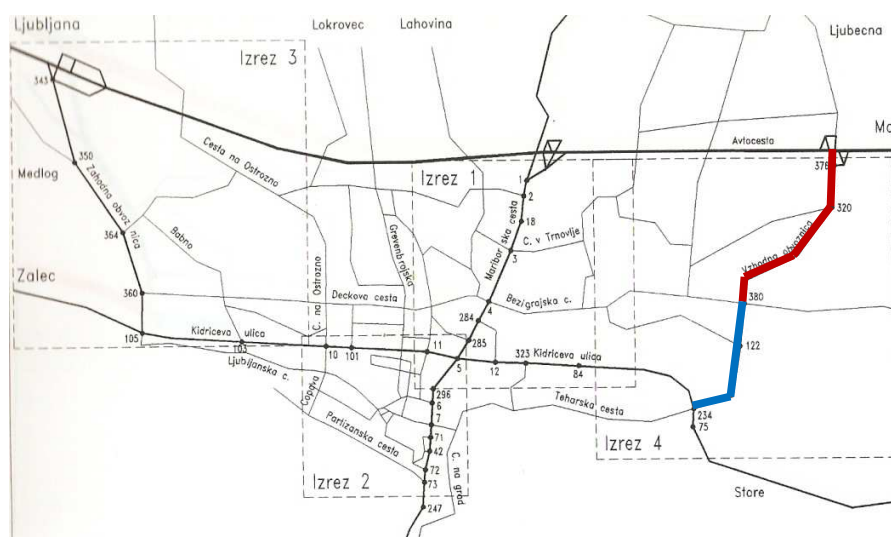 Ljubljana
Lokrovec
Lahovina
Ljubecna
Izrez 3
343
Cesta na Ostrozno
Avtocesta
Ma
376
350
Medlog
Zahodna obvoznica
Izrez 1
1
2
320
18
C. v Trnovlje
364
Babno
Grevenbrojska
Mariborska cesta
3
Vzhodna obvoznica
Zalec
360
C. na Ostrozno
Deckova cesta
4
Bezigrajska c.
380
284
105
Kidriceva ulica
285
122
103
10
101
11
5
12
323
Kidriceva ulica
84
Ljubljanska c.
Copova
296
Teharska cesta
6
234
Partizanska cesta
7
75
71
42
Izrez 4
72
C. na grad
Izrez 2
73
Store
247